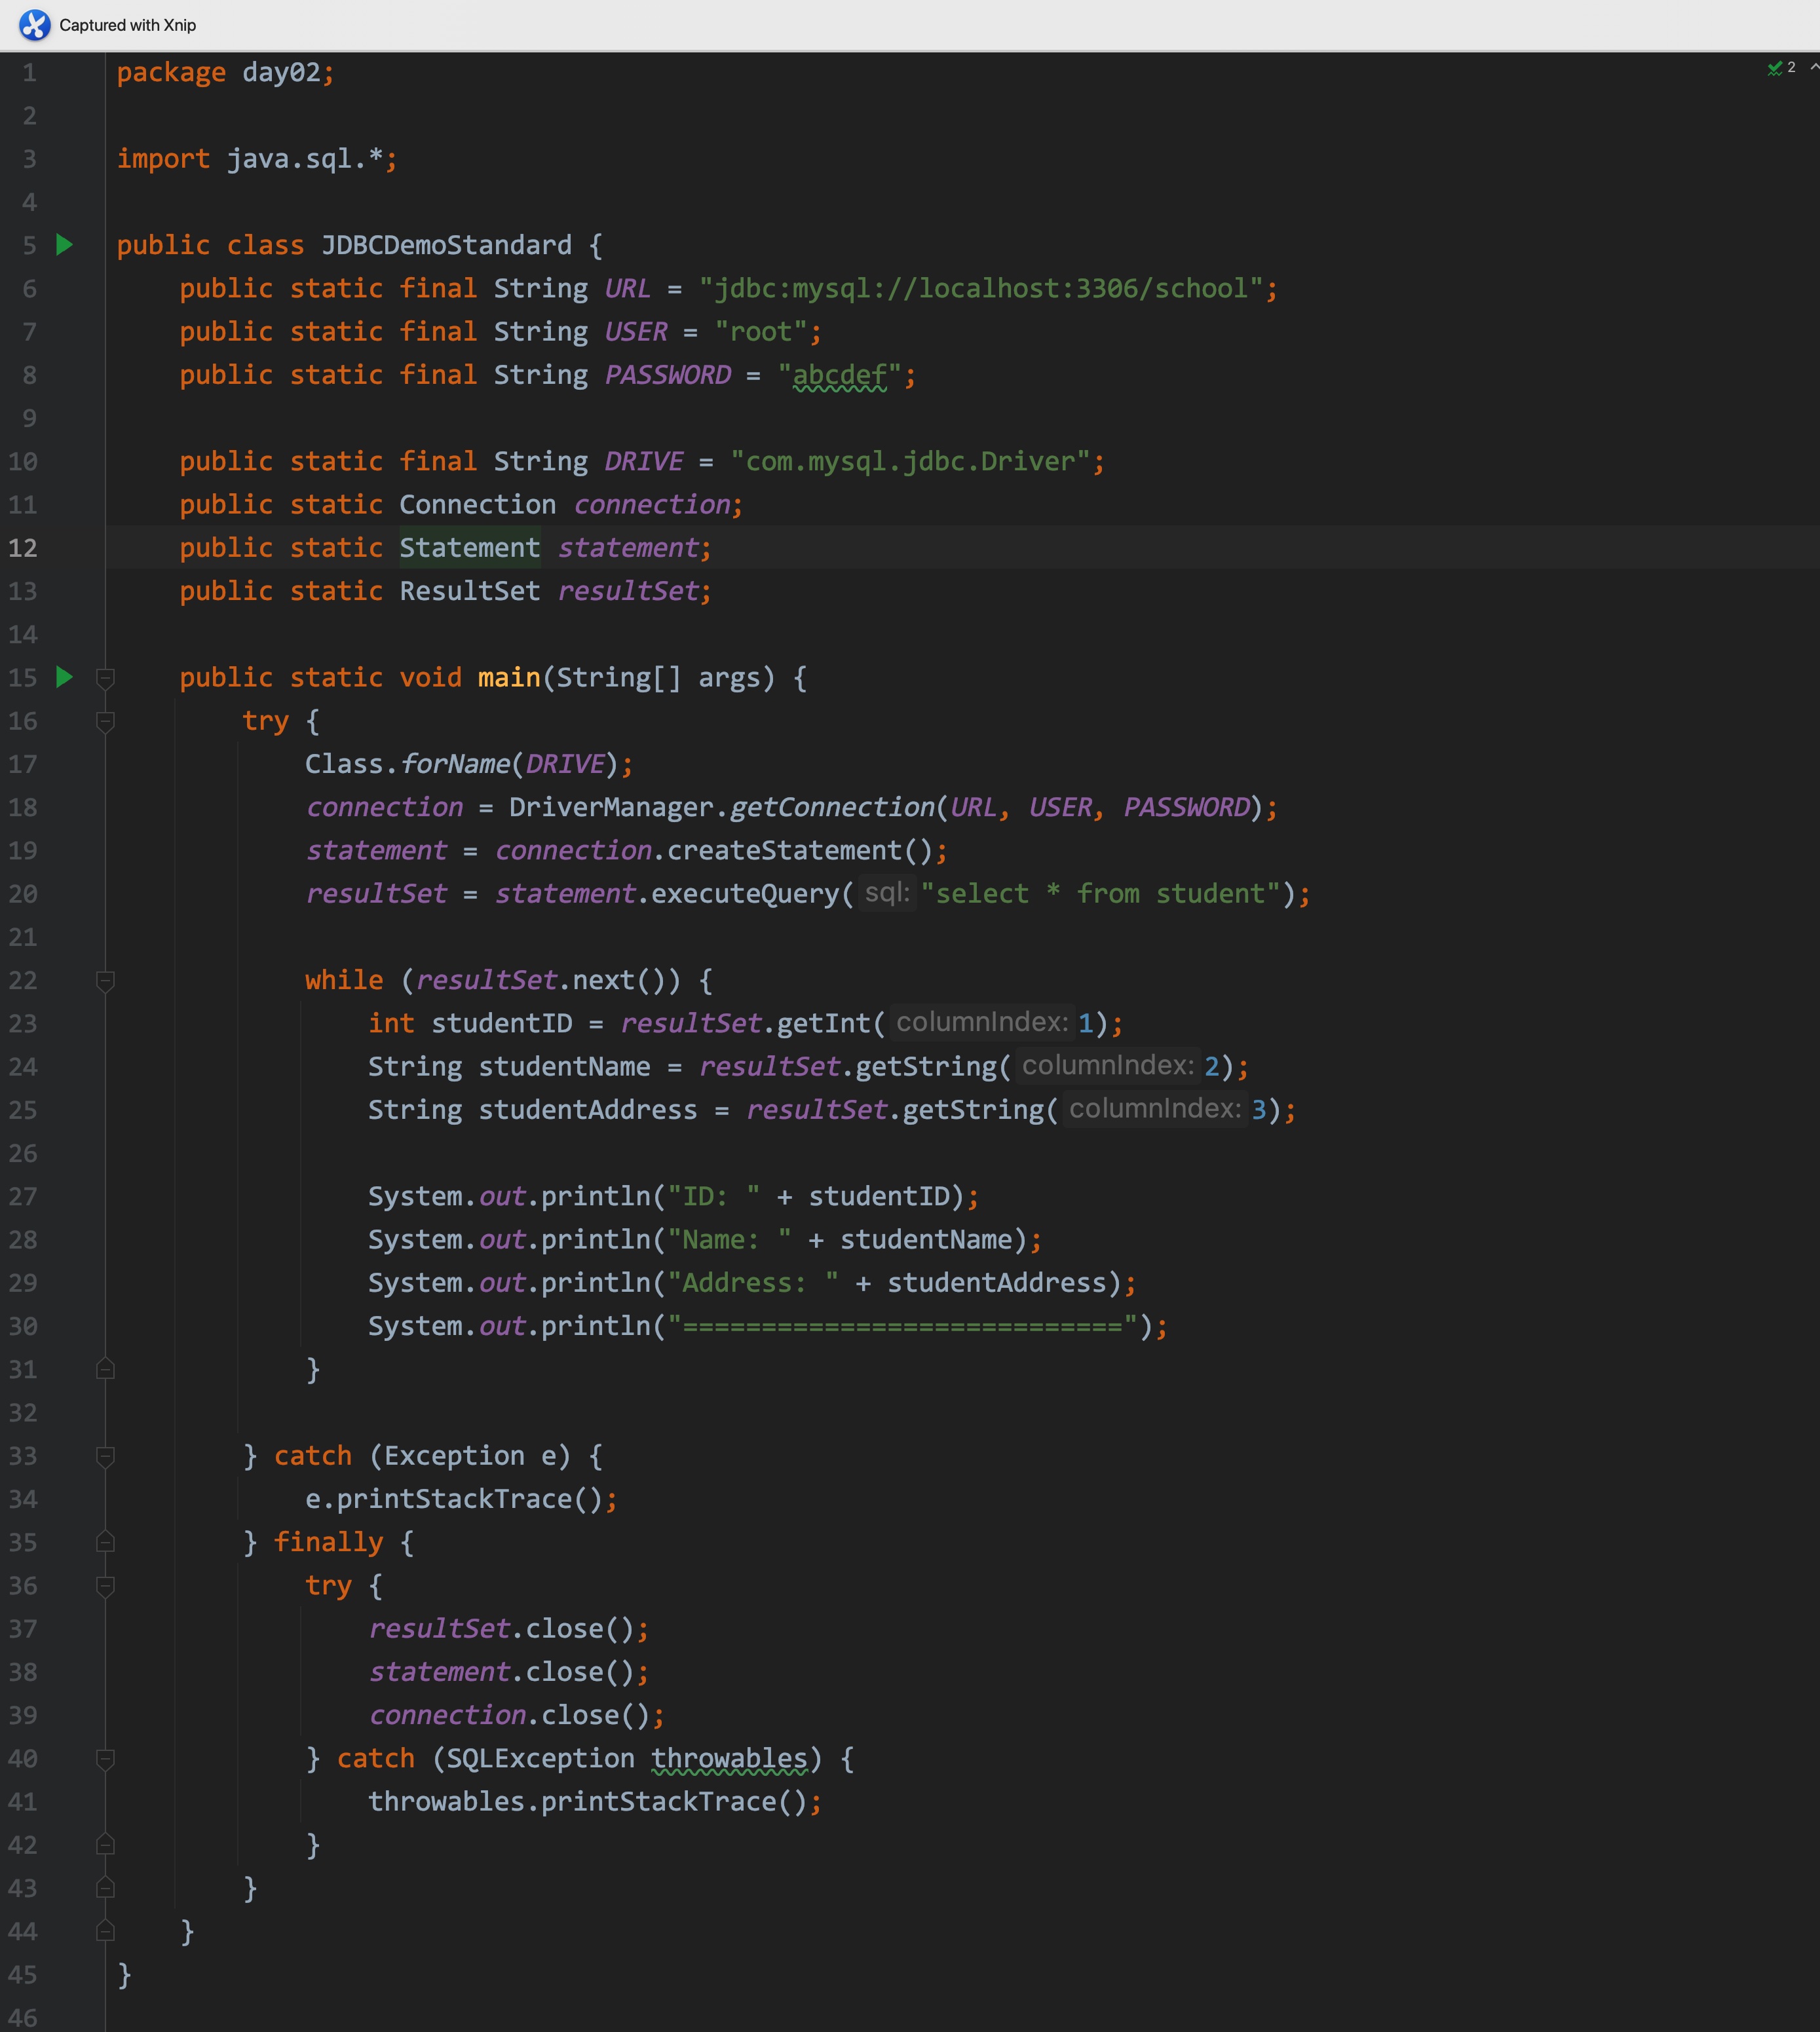 Captured with Xnip
2
1 package day02;
2
3 import java.sql.*;
4
5 public class JDBCDemoStandard {
6     public static final String URL = "jdbc:mysql://localhost:3306/school";
7     public static final String USER = "root";
8     public static final String PASSWORD = "abcdef";
9
10     public static final String DRIVE = "com.mysql.jdbc.Driver";
11     public static Connection connection;
12     public static Statement statement;
13     public static ResultSet resultSet;
14
15     public static void main(String[] args) {
16         try {
17             Class.forName(DRIVE);
18             connection = DriverManager.getConnection(URL, USER, PASSWORD);
19             statement = connection.createStatement();
20             resultSet = statement.executeQuery( sql: "select * from student");
21
22             while (resultSet.next()) {
23                 int studentID = resultSet.getInt( columnIndex: 1);
24                 String studentName = resultSet.getString( columnIndex: 2);
25                 String studentAddress = resultSet.getString( columnIndex: 3);
26
27                 System.out.println("ID: " + studentID);
28                 System.out.println("Name: " + studentName);
29                 System.out.println("Address: " + studentAddress);
30                 System.out.println("============================");
31             }
32
33         } catch (Exception e) {
34             e.printStackTrace();
35         } finally {
36             try {
37                 resultSet.close();
38                 statement.close();
39                 connection.close();
40             } catch (SQLException throwables) {
41                 throwables.printStackTrace();
42             }
43         }
44     }
45 }
46